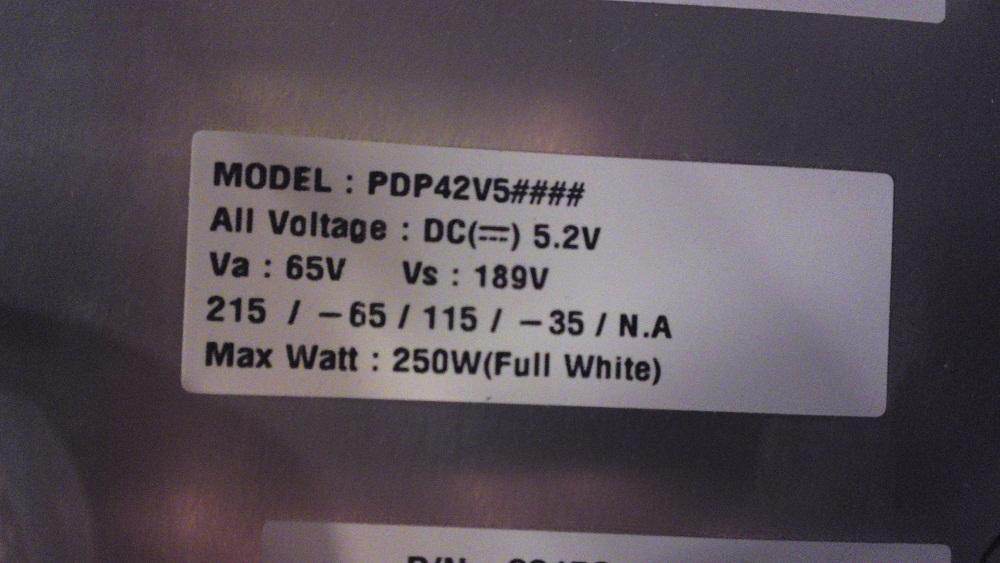 MODEL : PDP42V5####
All Voltage : DC(⎓) 5.2V
Va : 65V Vs : 189V
215 / -65 / 115 / -35 / N.A
Max Watt : 250W(Full White)